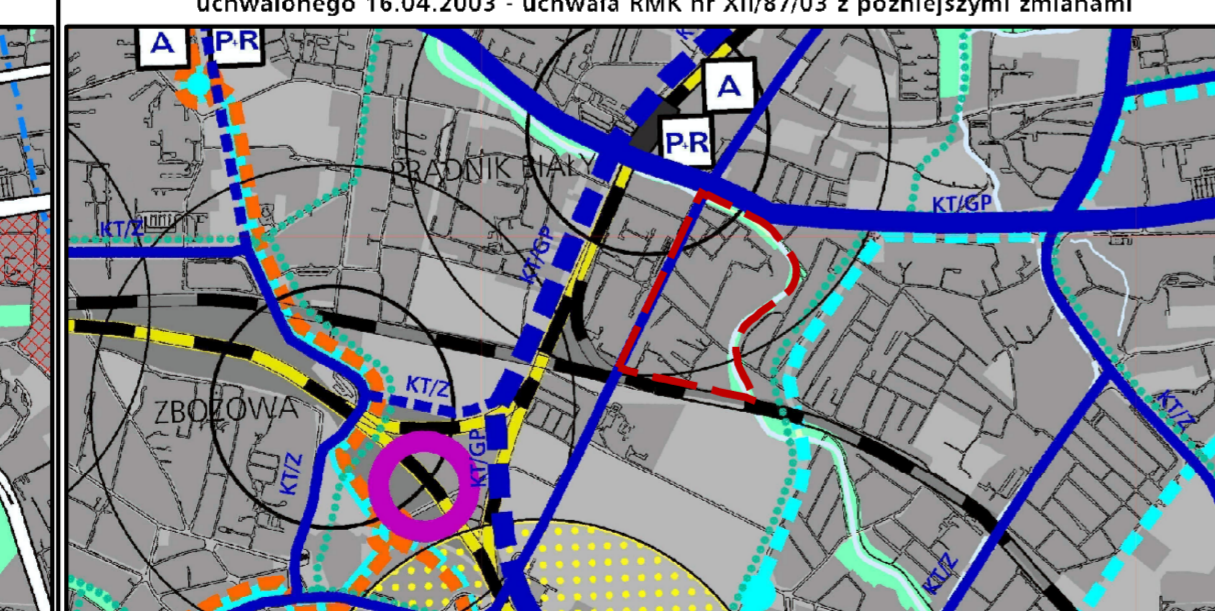 uchwalonego 16.04.2003 - uchwała RMK nr XII/87/03 z późniejszymi zmianami
A
P+R
A
P+R
PRĄDNIK BIAŁY
KT/Z
KT/GP
KT/GP
KT/Z
ZBOŻOWA
KT/Z
KT/GP
KT/Z
KT/Z